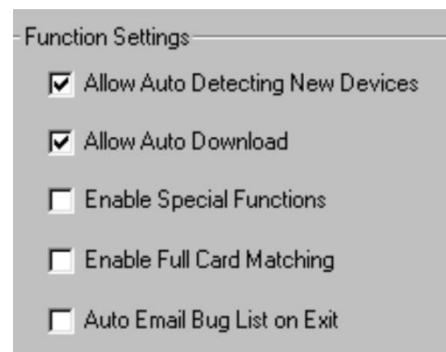 Function Settings
Allow Auto Detecting New Devices
Allow Auto Download
Enable Special Functions
Enable Full Card Matching
Auto Email Bug List on Exit